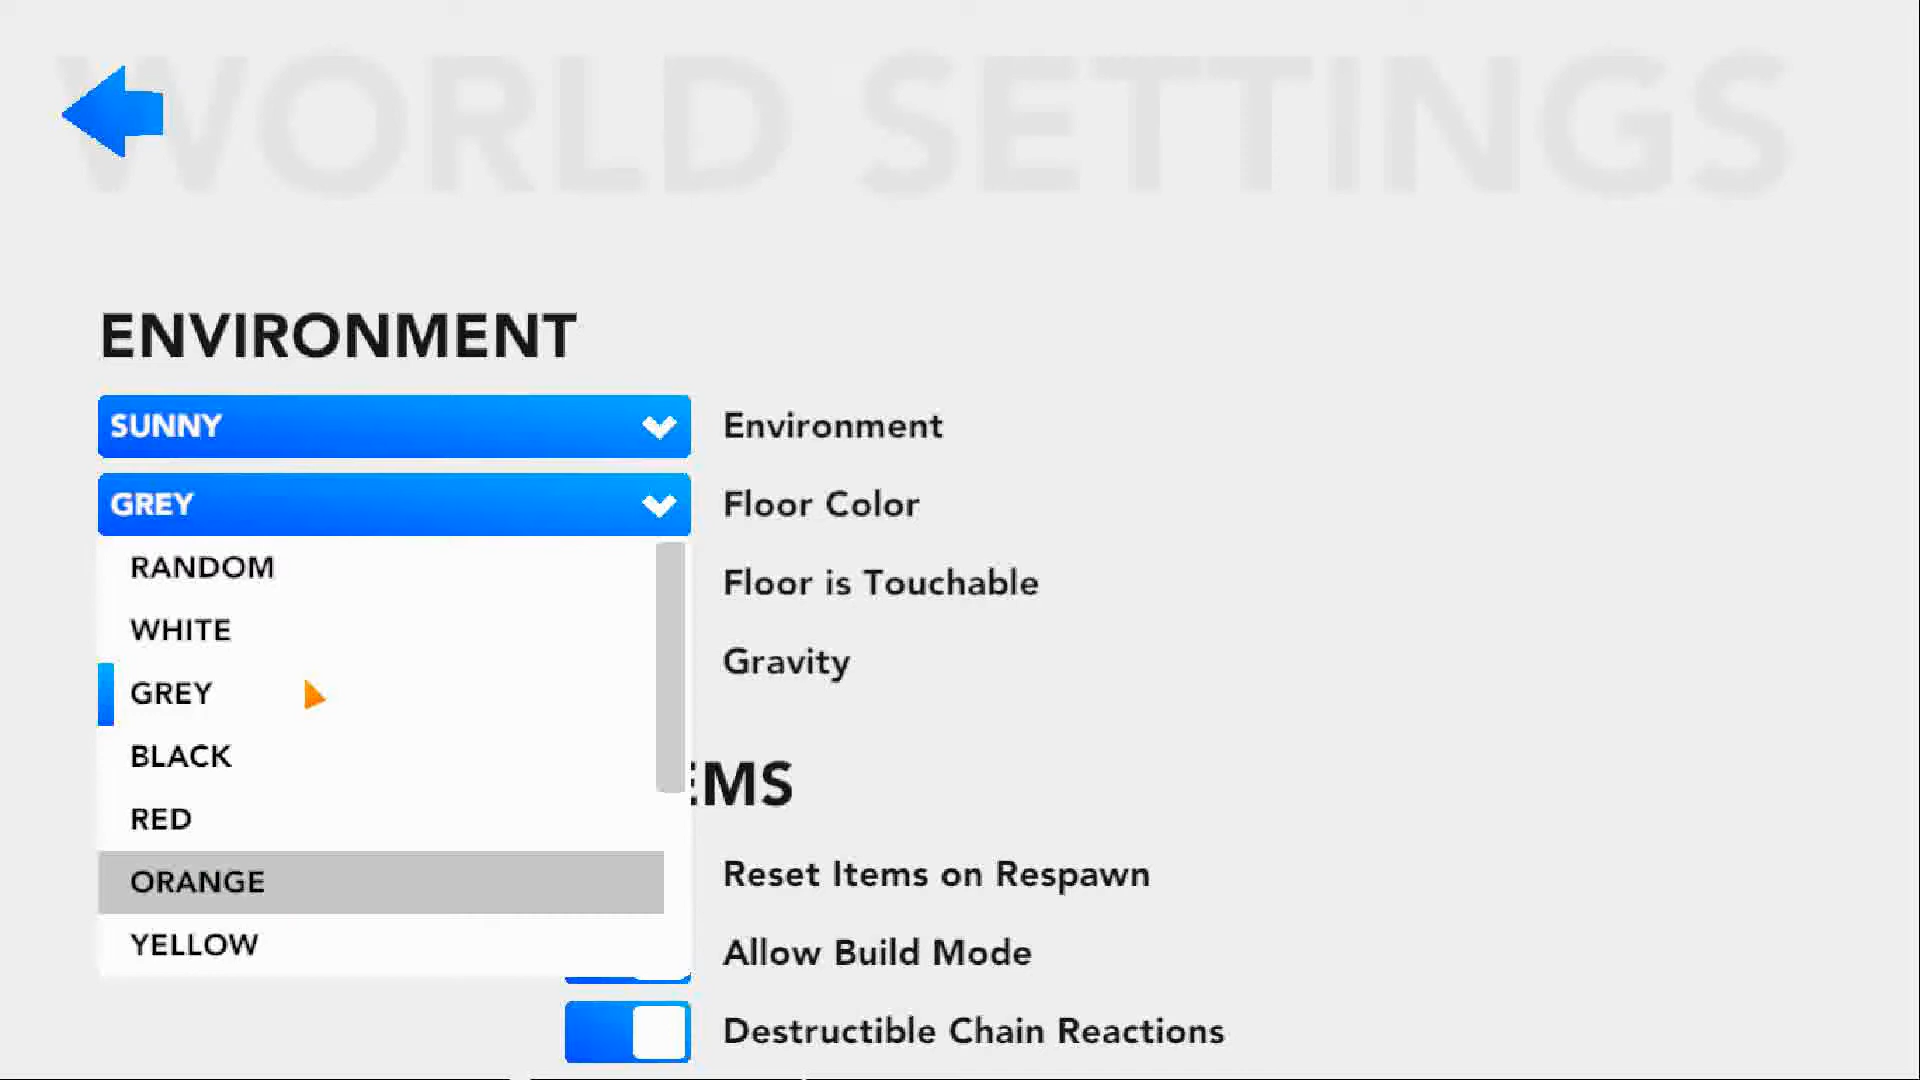 WORLD SETTINGS
ENVIRONMENT
SUNNY Environment
GREY Floor Color
RANDOM
Floor is Touchable
WHITE
Gravity
GREY
BLACK
EMS
RED
Reset Items on Respawn
ORANGE
YELLOW
Allow Build Mode
Destructible Chain Reactions